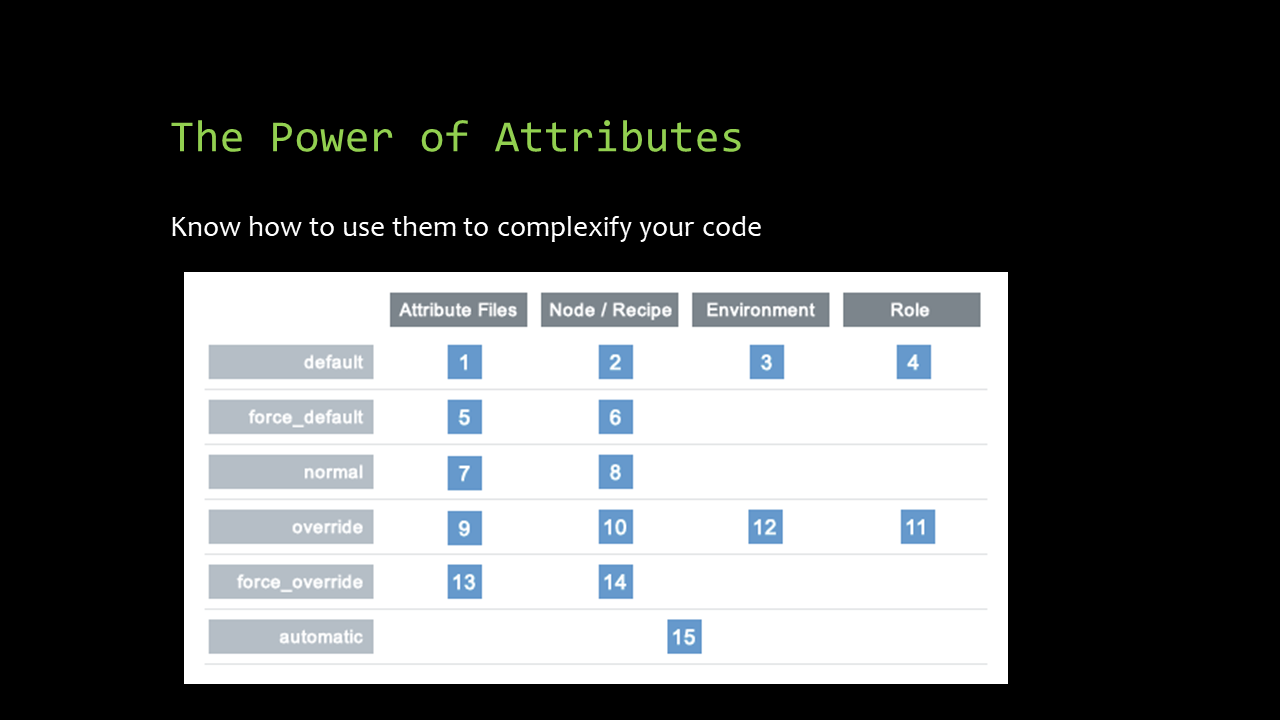 The Power of Attributes
Know how to use them to complexify your code
Attribute Files Node / Recipe Environment Role
default 1 2 3 4
force_default 5 6
normal 7 8
override 9 10 12 11
force_override 13 14
automatic 15